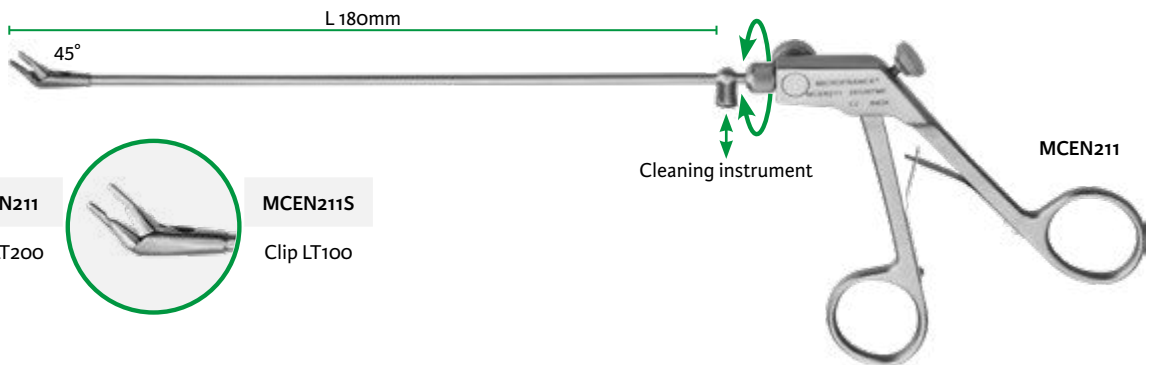 L 180mm
45°
Cleaning instrument
MCEN211
N211
MCEN211S
T200
Clip LT100